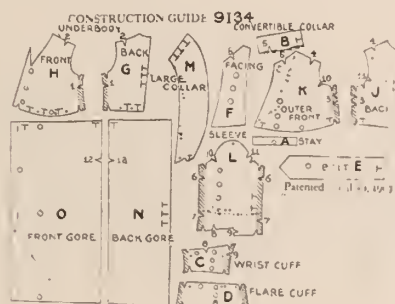 CONSTRUCTION GUIDE 9134
UNDERBODY
CONVERTIBLE COLLAR
B
FRONT
H
BACK
G
LARGE
COLLAR
M
FACING
F
K
OUTER
FRONT
J
A
STAY
SLEEVE
L
E
Patented
O
FRONT GORE
N
BACK GORE
C
WRIST CUFF
D
FLARE CUFF